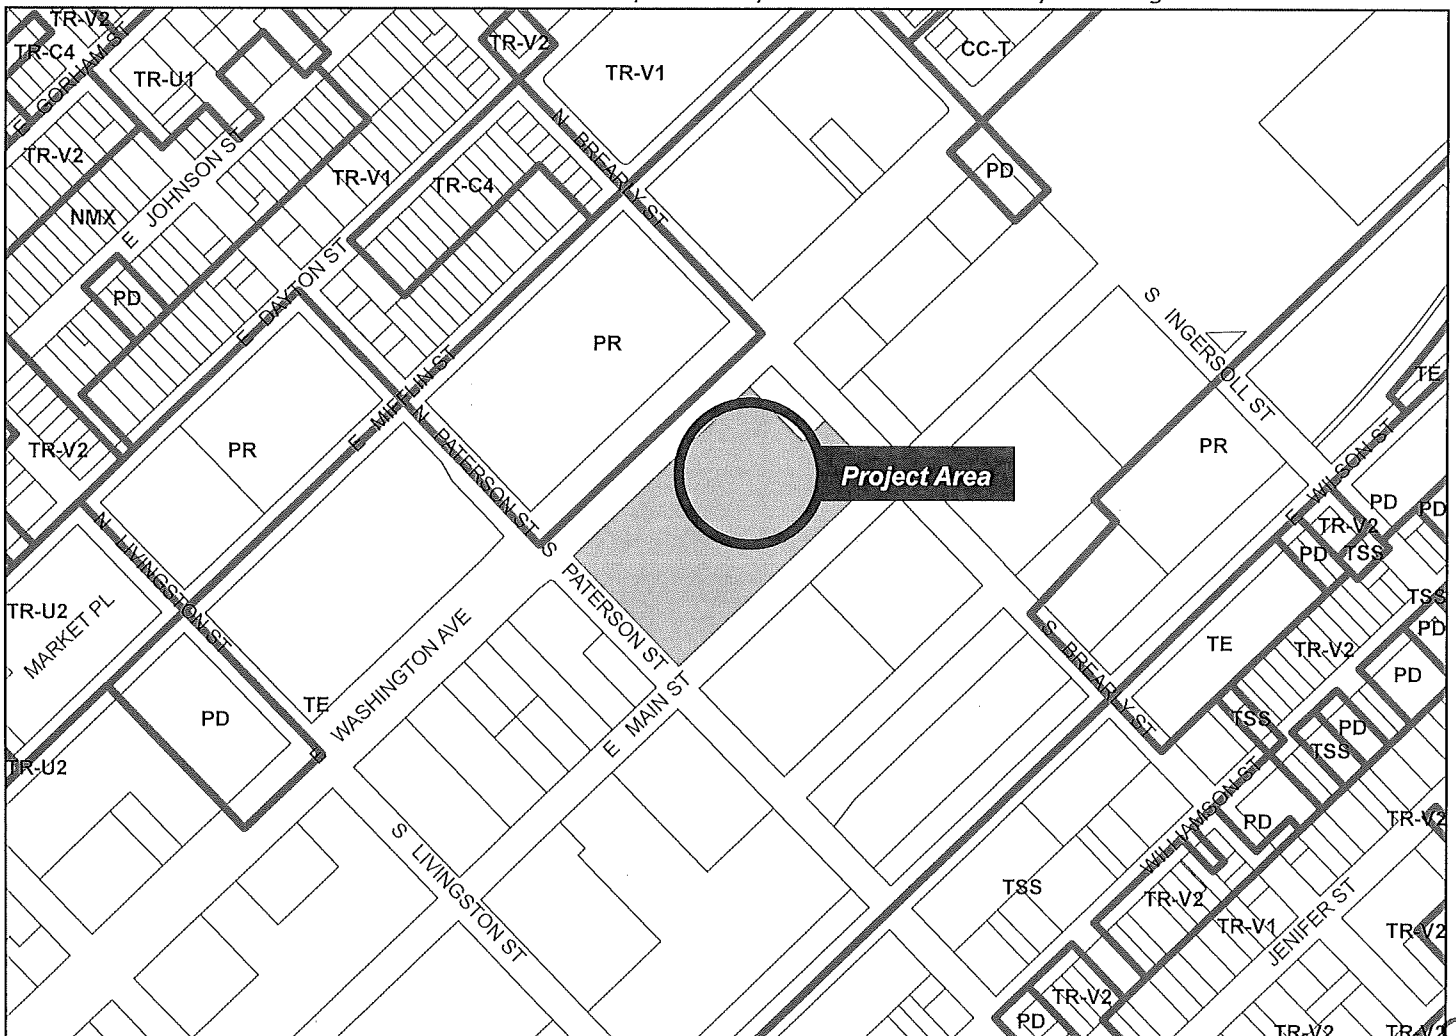 TR-V2
TR-C4
E GORHAM ST
TR-U1
TR-V2
TR-V1
CC-T
TR-V2
E JOHNSON ST
NMX
TR-V1
TR-C4
N BREARLY ST
PD
PD
E DAYTON ST
PR
S INGERSOLL ST
TE
TR-V2
PR
E MIFFLIN ST
N PATERSON ST
Project Area
PR
E WILSON ST
PD
PD
TR-V2
PD
TSS
N LIVINGSTON ST
TR-U2
MARKET PL
S PATERSON ST
TSS
PD
TE
TR-V2
S BREARLY ST
PD
PD
TE
E WASHINGTON AVE
E MAIN ST
TSS
PD
TSS
TR-U2
WILLIAMSON ST
PD
TR-V2
S LIVINGSTON ST
TSS
TR-V2
TR-V1
JENIFER ST
TR-V2
TR-V2
PD
TR-V2
TR-V2